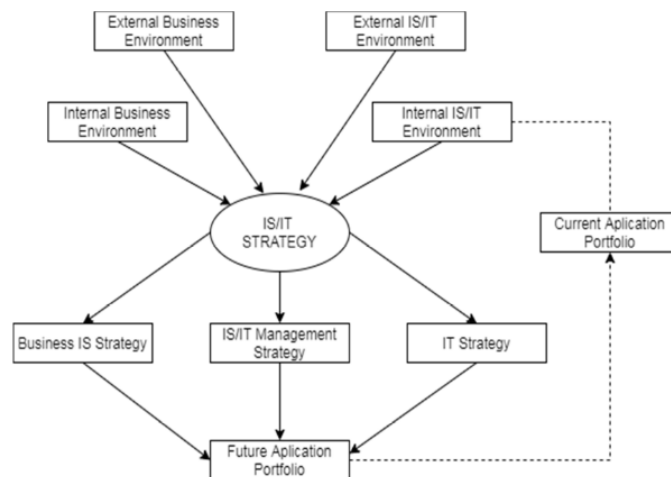 External Business
Environment
External IS/IT
Environment
Internal Business
Environment
Internal IS/IT
Environment
IS/IT
STRATEGY
Current Aplication
Portfolio
Business IS Strategy
IS/IT Management
Strategy
IT Strategy
Future Aplication
Portfolio